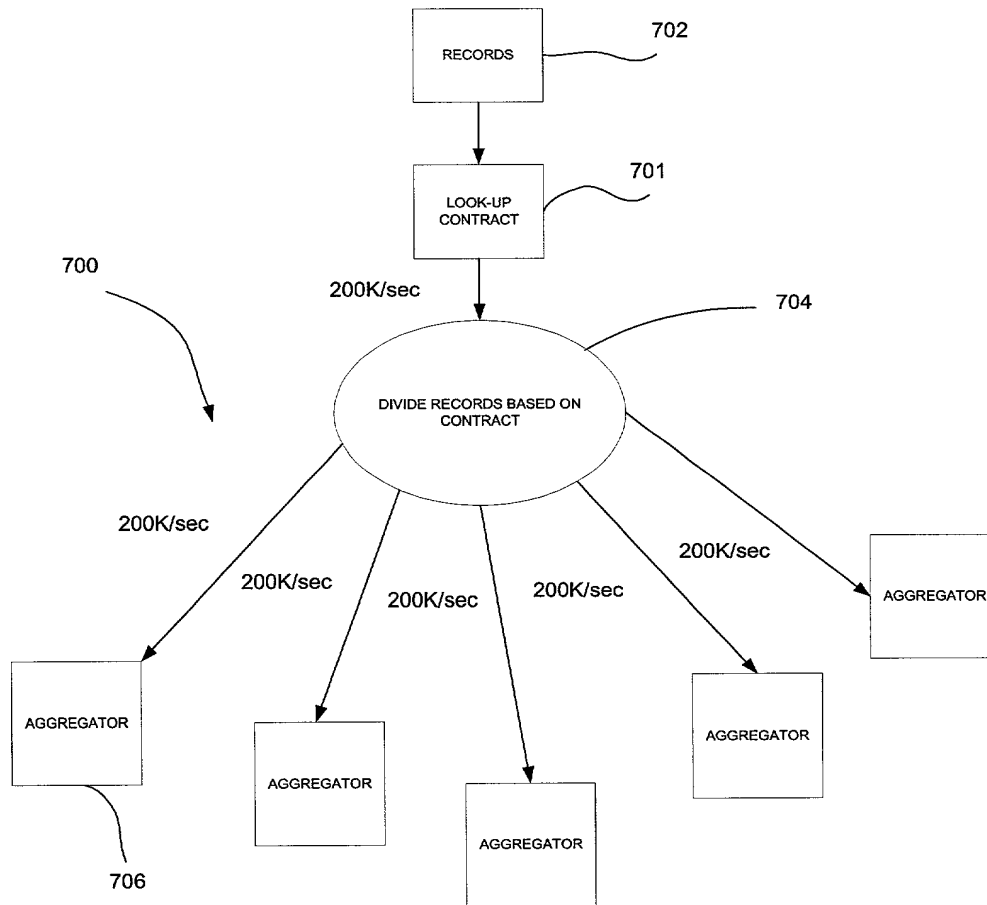 702
RECORDS
701
LOOK-UP
CONTRACT
700
200K/sec
704
DIVIDE RECORDS BASED ON
CONTRACT
200K/sec
200K/sec
200K/sec
200K/sec
200K/sec
AGGREGATOR
AGGREGATOR
AGGREGATOR
AGGREGATOR
AGGREGATOR
706